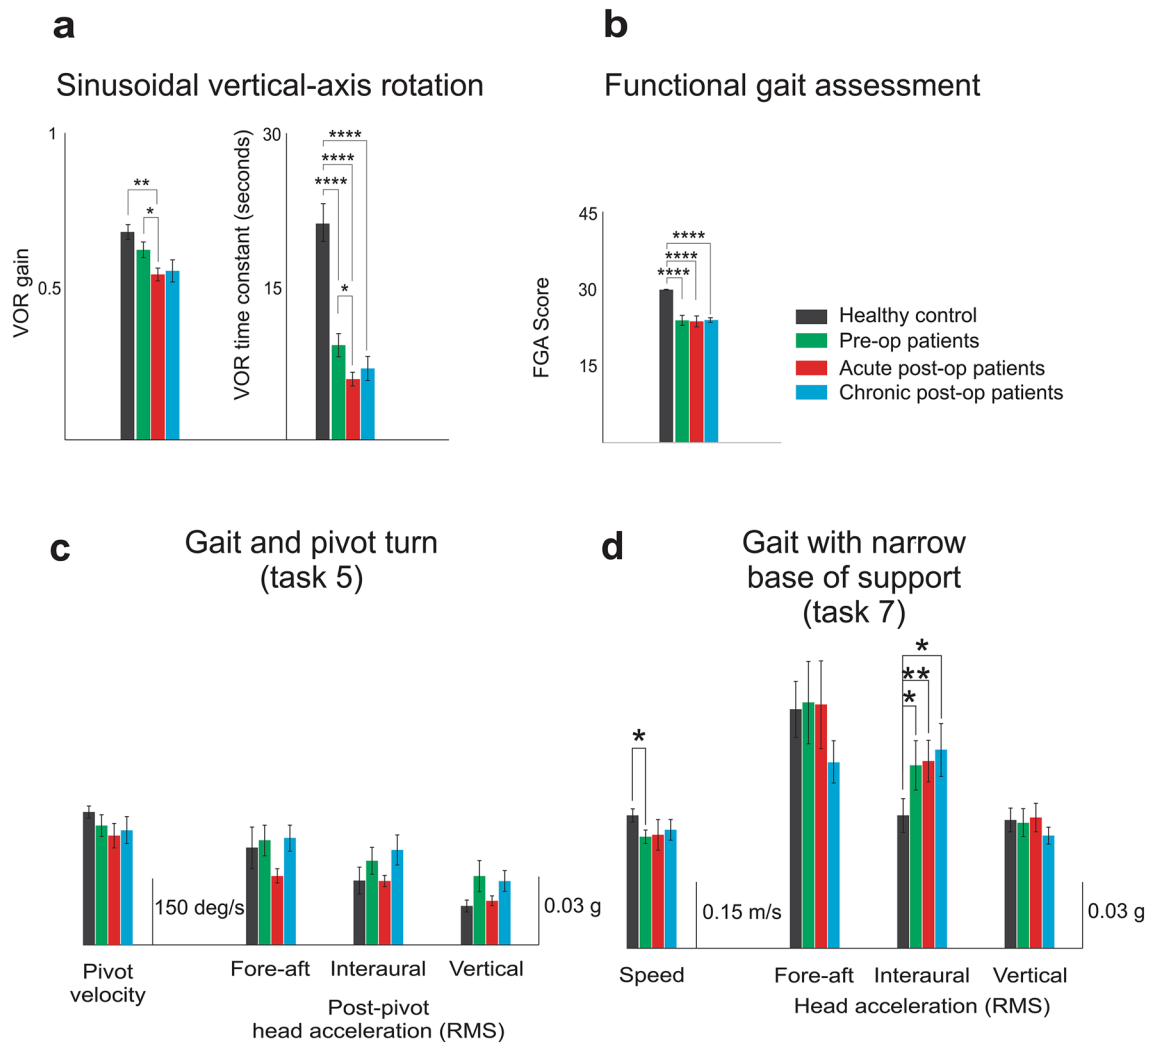 a
Sinusoidal vertical-axis rotation
1
0.5
VOR gain
**
*
30
15
VOR time constant (seconds)
****
****
****
*
b
Functional gait assessment
45
30
15
FGA Score
****
****
****
Healthy control
Pre-op patients
Acute post-op patients
Chronic post-op patients
c
Gait and pivot turn
(task 5)
150 deg/s
0.03 g
Pivot
velocity
Fore-aft
Interaural
Vertical
Post-pivot
head acceleration (RMS)
d
Gait with narrow
base of support
(task 7)
*
*
**
*
0.15 m/s
0.03 g
Speed
Fore-aft
Interaural
Vertical
Head acceleration (RMS)